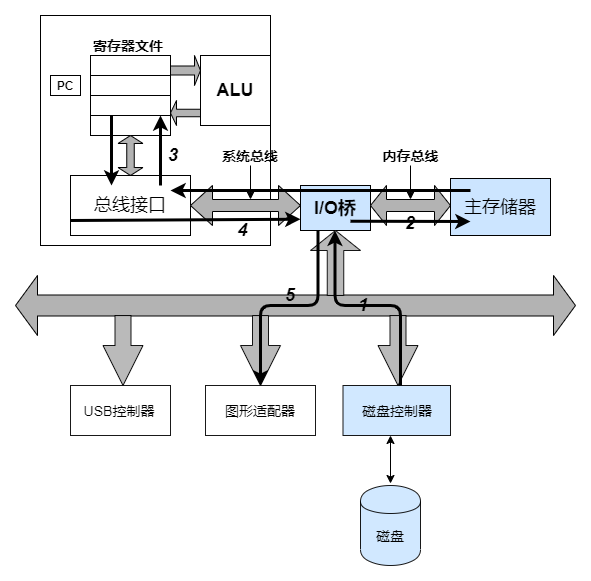 寄存器文件
PC
ALU
3
系统总线
内存总线
总线接口
I/O桥
主存储器
4
2
5
1
USB控制器
图形适配器
磁盘控制器
磁盘